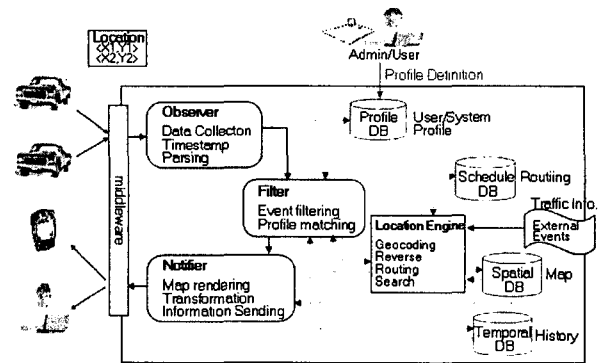 Location
<X1,Y1>
<X2,Y2>
Admin/User
Profile Definition
Observer
Data Collecton
Timestamp
Parsing
Profile
DB
User/System
Profile
middleware
Filter
Event filtering
Profile matching
Schedule
DB
Routiing
Traffic Info.
External
Events
Location Engine
Geocoding
Reverse
Routing
Search
Notifier
Map rendering
Transformation
Information Sending
Spatial
DB
Map
Temporal
DB
History